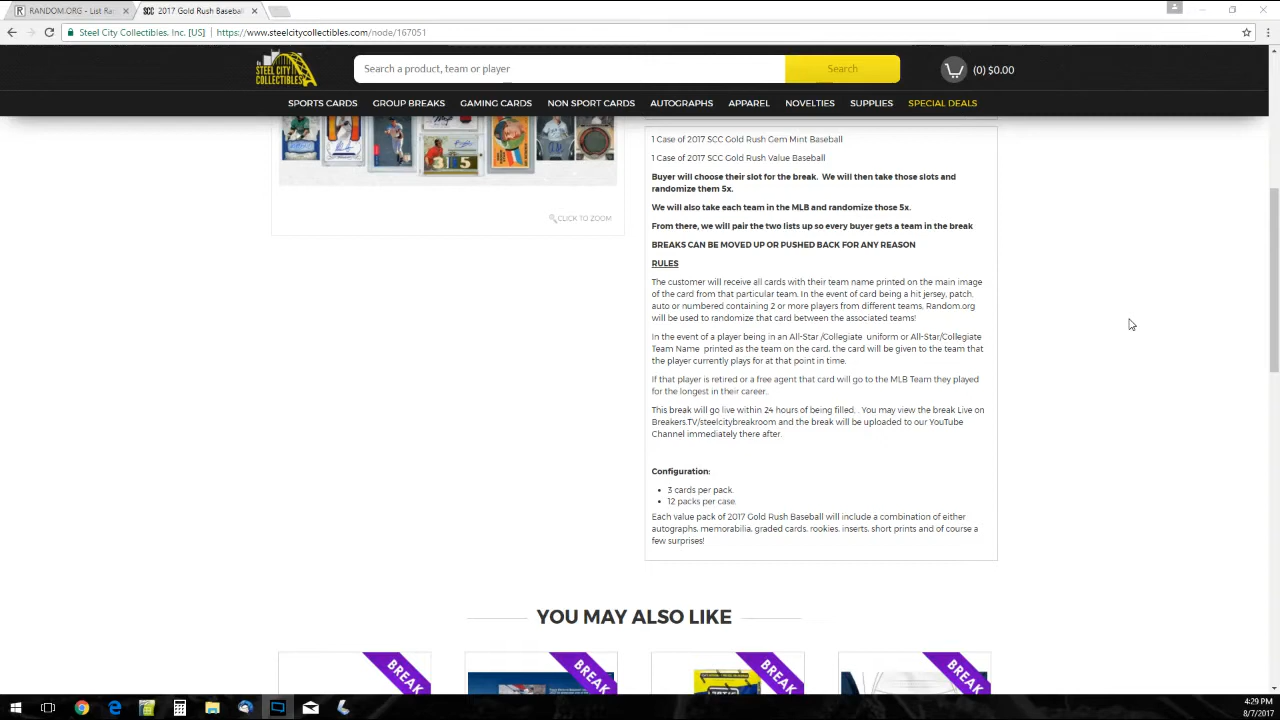 RANDOM.ORG - List Ra
SCC 2017 Gold Rush Baseba
Steel City Collectibles, Inc. [US] https://www.steelcitycollectibles.com/node/167051
STEEL CITY
COLLECTIBLES
Search a product, team or player
Search
(0) $0.00
SPORTS CARDS GROUP BREAKS GAMING CARDS NON SPORT CARDS AUTOGRAPHS APPAREL NOVELTIES SUPPLIES SPECIAL DEALS
CLICK TO ZOOM
1 Case of 2017 SCC Gold Rush Gem Mint Baseball
1 Case of 2017 SCC Gold Rush Value Baseball
Buyer will choose their slot for the break. We will then take those slots and
randomize them 5x.
We will also take each team in the MLB and randomize those 5x.
From there, we will pair the two lists up so every buyer gets a team in the break
BREAKS CAN BE MOVED UP OR PUSHED BACK FOR ANY REASON
RULES
The customer will receive all cards with their team name printed on the main image
of the card from that particular team. In the event of card being a hit jersey, patch,
auto or numbered containing 2 or more players from different teams. Random.org
will be used to randomize that card between the associated teams!
In the event of a player being in an All-Star /Collegiate uniform or All-Star/Collegiate
Team Name printed as the team on the card, the card will be given to the team that
the player currently plays for at that point in time.
If that player is retired or a free agent that card will go to the MLB Team they played
for the longest in their career..
This break will go live within 24 hours of being filled. . You may view the break Live on
Breakers.TV/steelcitybreakroom and the break will be uploaded to our YouTube
Channel immediately there after.
Configuration:
• 3 cards per pack.
• 12 packs per case.
Each value pack of 2017 Gold Rush Baseball will include a combination of either
autographs, memorabilia, graded cards, rookies, inserts, short prints and of course a
few surprises!
YOU MAY ALSO LIKE
BREAK BREAK BREAK BREAK
4:29 PM
8/7/2017